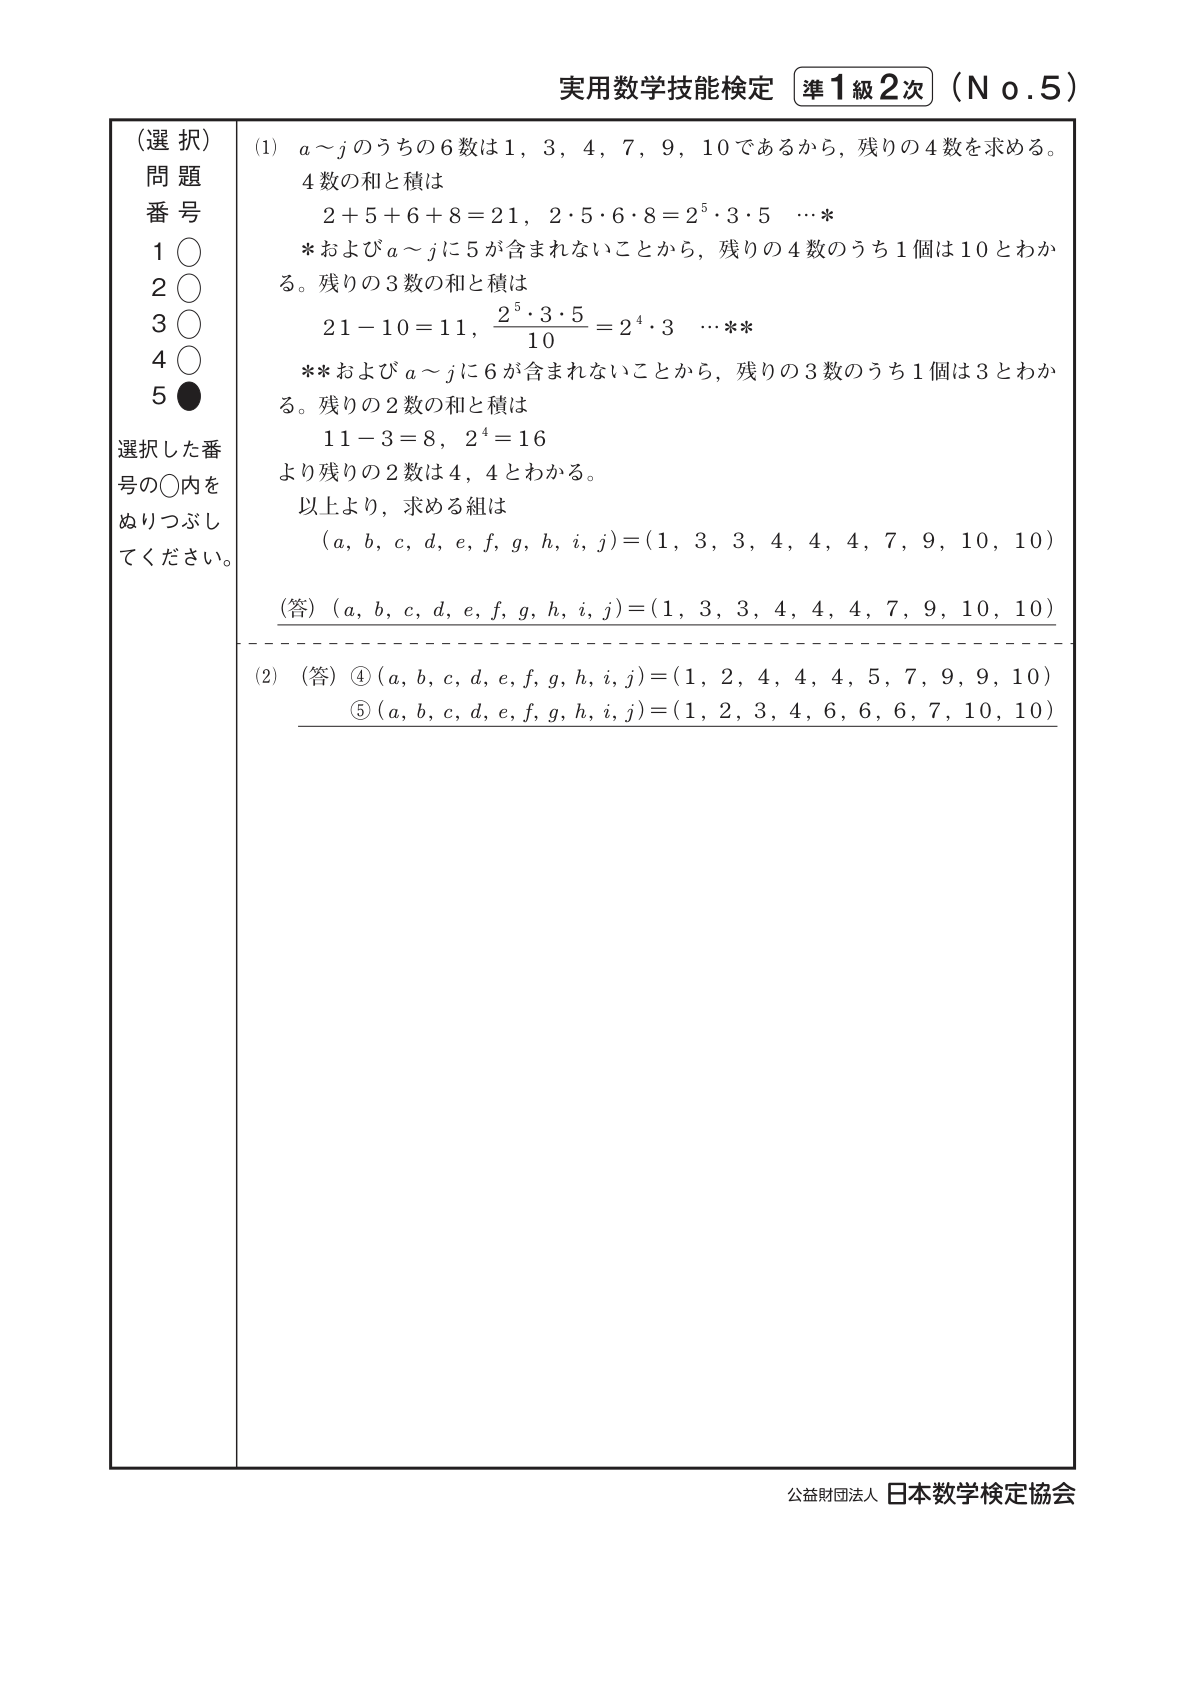 実用数学技能検定 準1級2次 (No.5)
(選択)
問題
番号
1 ○
2 ○
3 ○
4 ○
5 ●
選択した番
号の○内を
ぬりつぶし
てください。
(1) a～jのうちの6数は1，3，4，7，9，10であるから，残りの4数を求める。
4数の和と積は
2＋5＋6＋8＝21，2・5・6・8＝2⁵・3・5 …＊
＊およびa～jに5が含まれないことから，残りの4数のうち1個は10とわか
る。残りの3数の和と積は
21－10＝11，2⁵・3・5/10＝2⁴・3 …＊＊
＊＊およびa～jに6が含まれないことから，残りの3数のうち1個は3とわか
る。残りの2数の和と積は
11－3＝8，2⁴＝16
より残りの2数は4，4とわかる。
以上より，求める組は
(a, b, c, d, e, f, g, h, i, j)＝(1，3，3，4，4，4，7，9，10，10)
(答) (a, b, c, d, e, f, g, h, i, j)＝(1，3，3，4，4，4，7，9，10，10)
(2) (答) ④(a, b, c, d, e, f, g, h, i, j)＝(1，2，4，4，4，5，7，9，9，10)
⑤(a, b, c, d, e, f, g, h, i, j)＝(1，2，3，4，6，6，6，7，10，10)
公益財団法人 日本数学検定協会